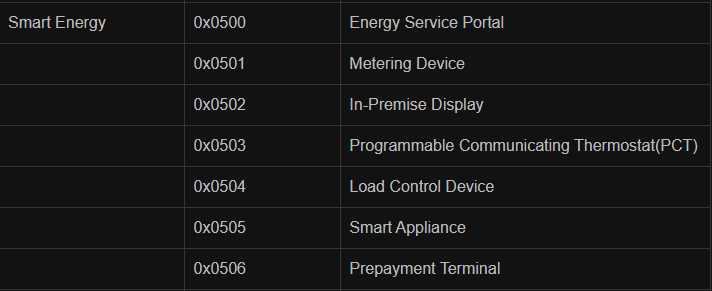 Smart Energy 0x0500 Energy Service Portal
0x0501 Metering Device
0x0502 In-Premise Display
0x0503 Programmable Communicating Thermostat(PCT)
0x0504 Load Control Device
0x0505 Smart Appliance
0x0506 Prepayment Terminal